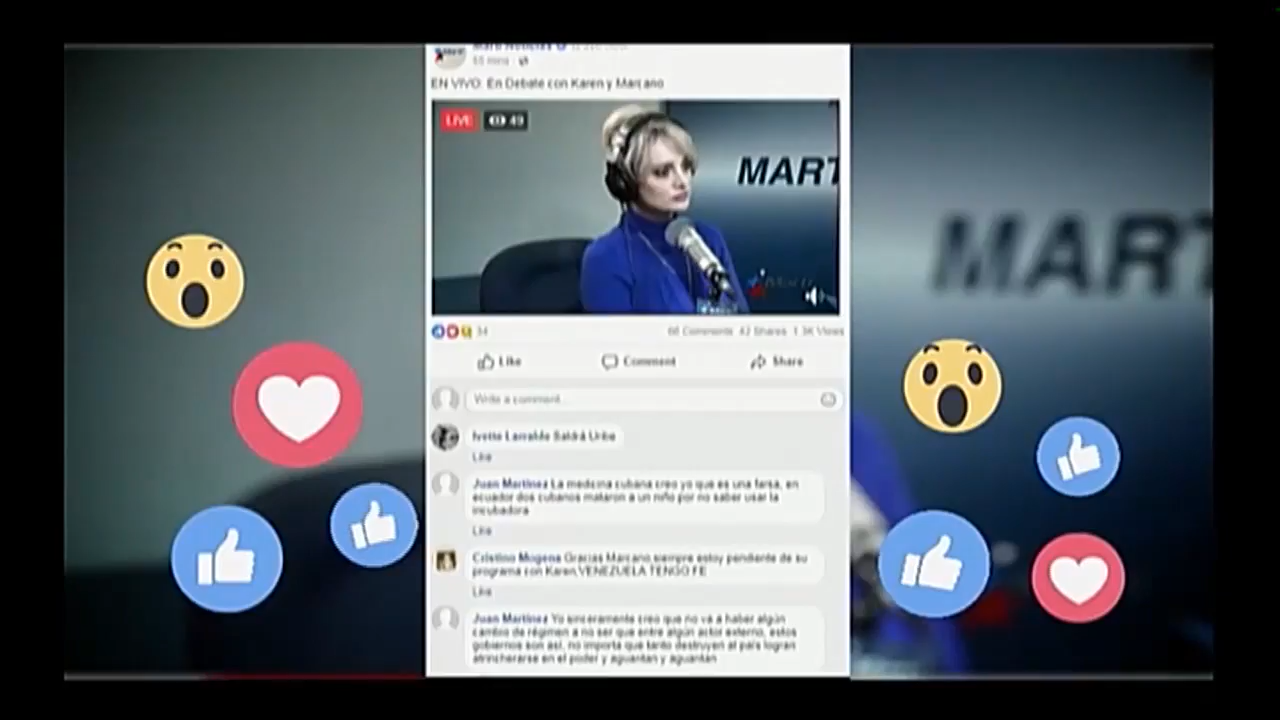 Martí Noticias
EN VIVO: En Debate con Karen y Marcano
LIVE 49
MART
34
66 Comments 42 Shares 1.3K Views
Like Comment Share
Write a comment
Ivette Larralde Saldrá Uribe
Like
Juan Martínez La medicina cubana creo yo que es una farsa, en
ecuador dos cubanos mataron a un niño por no saber usar la
incubadora
Like
Cristino Mogena Gracias Marcano siempre estoy pendiente de su
programa con Karen,VENEZUELA TENGO FE
Like
Juan Martínez Yo sinceramente creo que no vá a haber algún
cambio de régimen a no ser que entre algún actor externo, estos
gobiernos son así, no importa que tanto destruyen al país logran
atrincherarse en el poder y aguantan y aguantan
MART